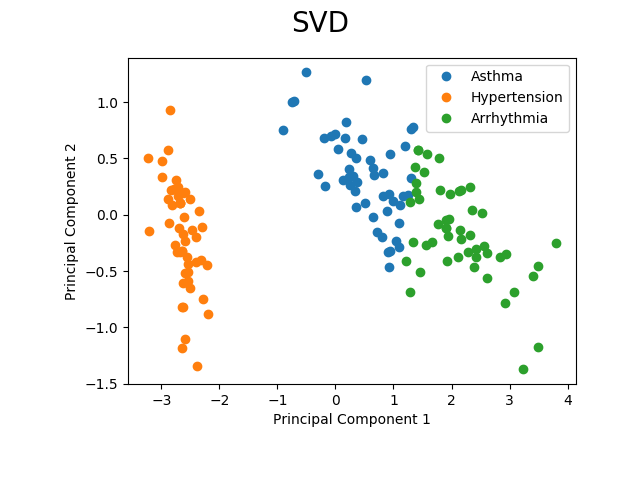 SVD
Asthma
Hypertension
Arrhythmia
1.0
0.5
0.0
−0.5
−1.0
−1.5
Principal Component 2
−3
−2
−1
0
1
2
3
4
Principal Component 1